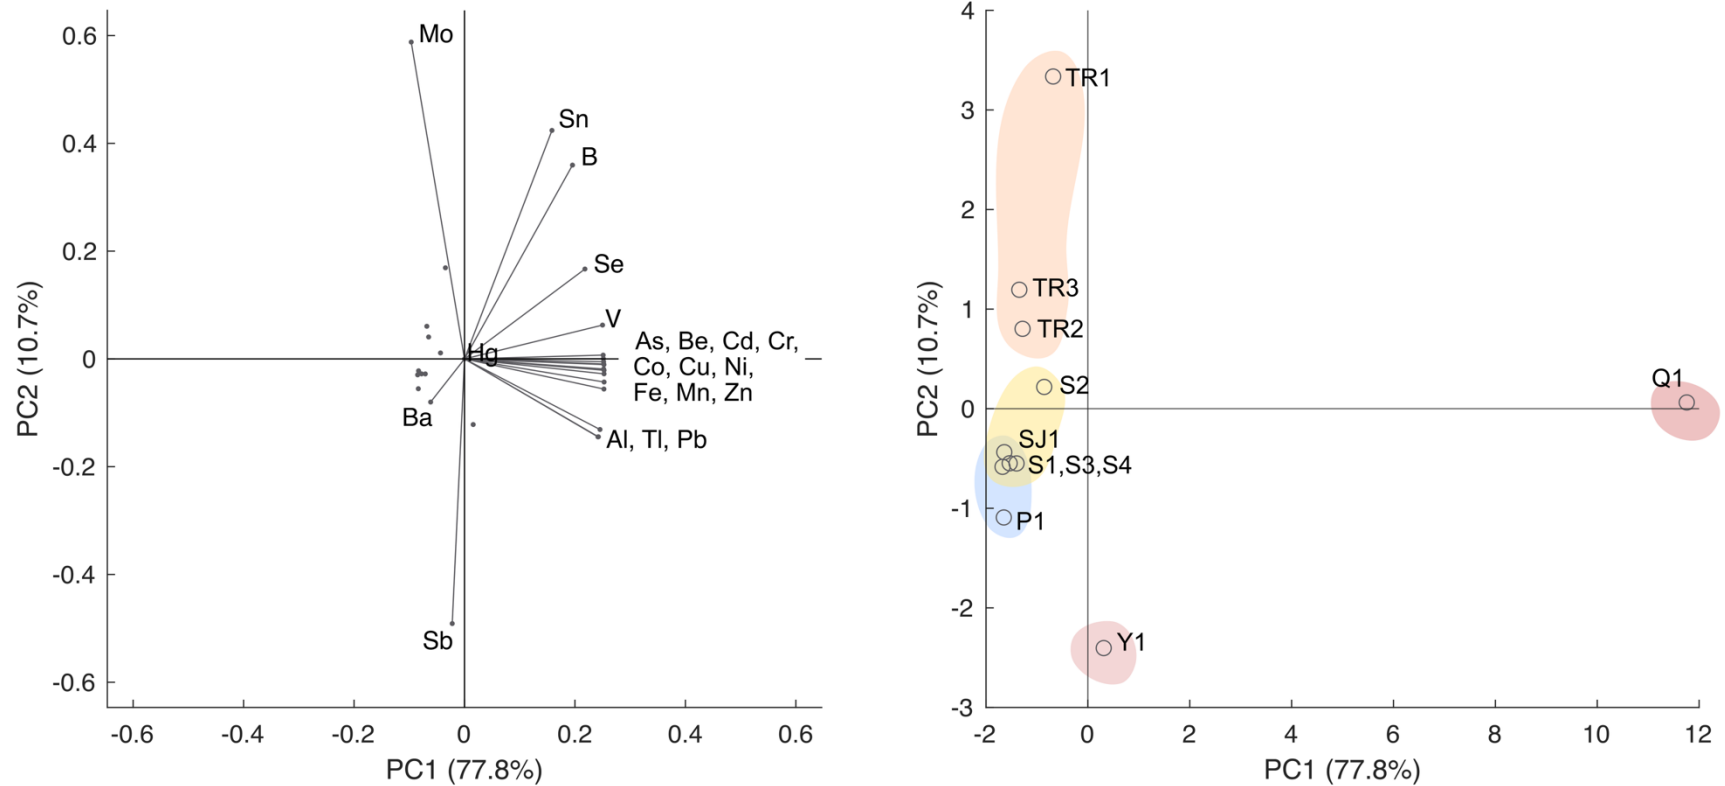 0.6
0.4
0.2
0
-0.2
-0.4
-0.6
PC2 (10.7%)
Mo
Sn
B
Se
V
Hg
As, Be, Cd, Cr,
Co, Cu, Ni,
Fe, Mn, Zn
Al, Tl, Pb
Ba
Sb
-0.6 -0.4 -0.2 0 0.2 0.4 0.6
PC1 (77.8%)
4
3
2
1
0
-1
-2
-3
PC2 (10.7%)
TR1
TR3
TR2
S2
Q1
SJ1
S1,S3,S4
P1
Y1
-2 0 2 4 6 8 10 12
PC1 (77.8%)